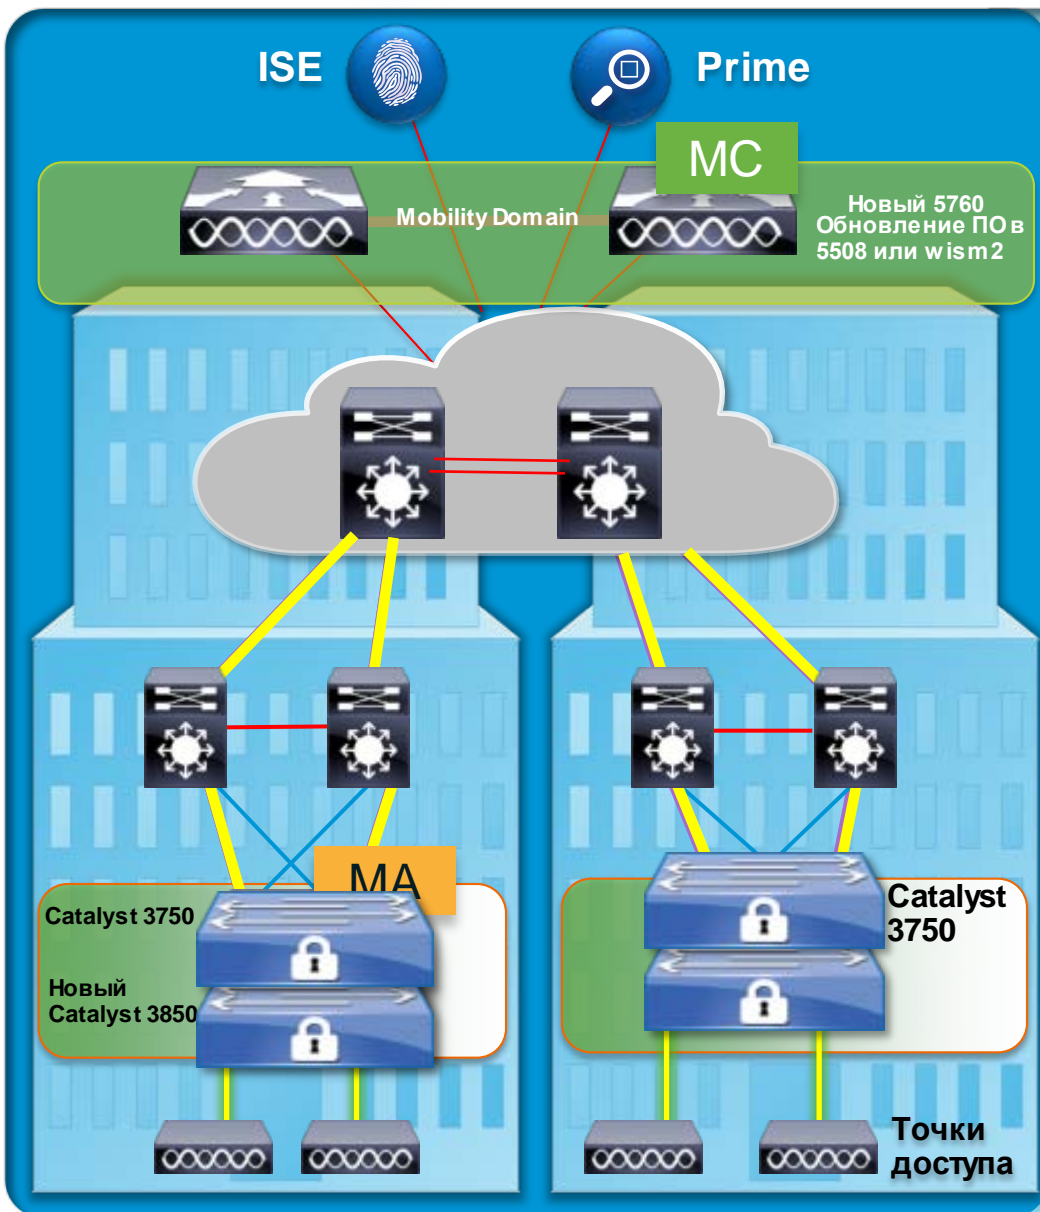 ISE
Prime
MC
Mobility Domain
Новый 5760
Обновление ПО в
5508 или wism2
MA
Catalyst 3750
Новый
Catalyst 3850
Catalyst
3750
Точки
доступа